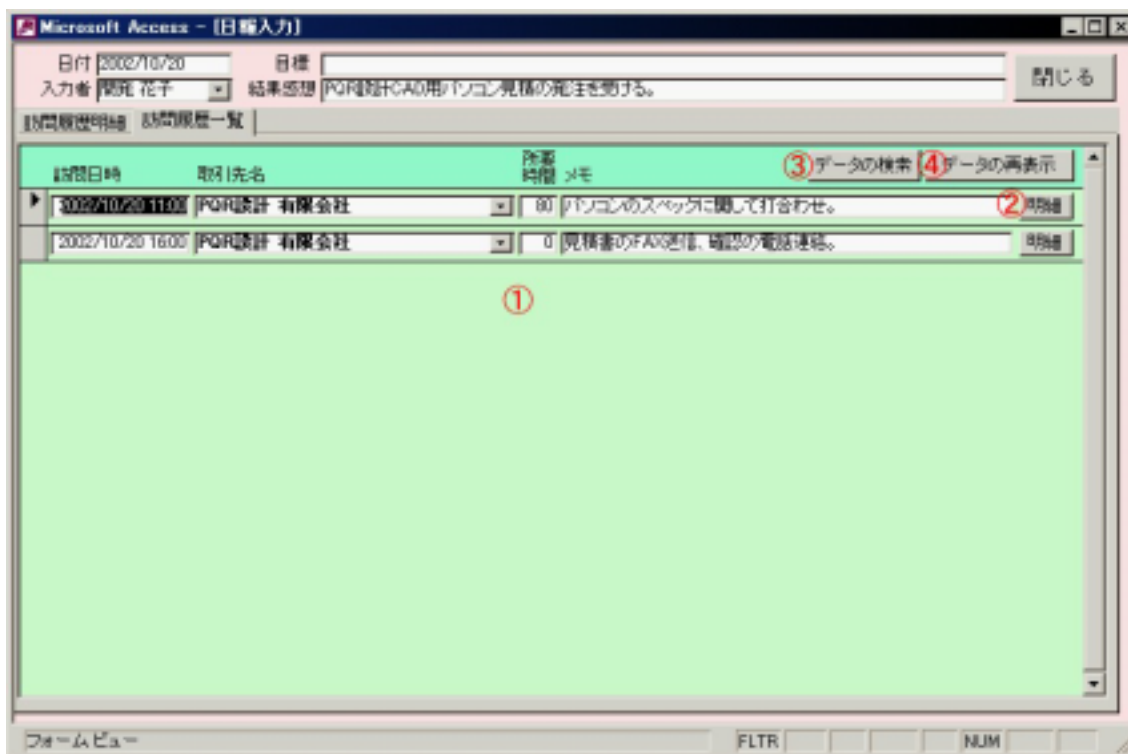 Microsoft Access - [日報入力]
日付 2002/10/20 目標
入力者 開発 花子 結果感想 PQR設計CAD用パソコン見積の発注を受ける。
閉じる
訪問履歴明細 訪問履歴一覧
訪問日時 取引先名 所要時間 メモ ③データの検索 ④データの再表示
2002/10/20 11:00 PQR設計 有限会社 80 パソコンのスペックに関して打合わせ。 ②明細
2002/10/20 16:00 PQR設計 有限会社 0 見積書のFAX送信、確認の電話連絡。 明細
①
フォームビュー FLTR NUM